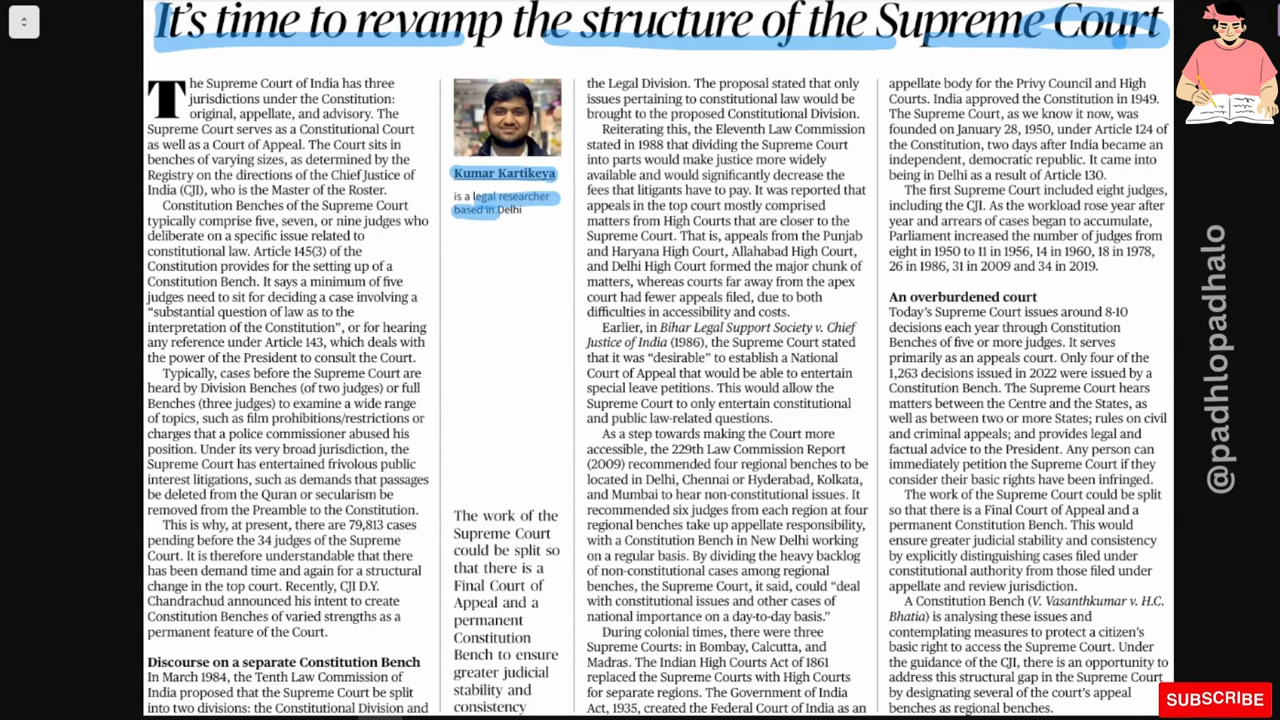 It's time to revamp the structure of the Supreme Court
The Supreme Court of India has three
jurisdictions under the Constitution:
original, appellate, and advisory. The
Supreme Court serves as a Constitutional Court
as well as a Court of Appeal. The Court sits in
benches of varying sizes, as determined by the
Registry on the directions of the Chief Justice of
India (CJI), who is the Master of the Roster.
Constitution Benches of the Supreme Court
typically comprise five, seven, or nine judges who
deliberate on a specific issue related to
constitutional law. Article 145(3) of the
Constitution provides for the setting up of a
Constitution Bench. It says a minimum of five
judges need to sit for deciding a case involving a
“substantial question of law as to the
interpretation of the Constitution”, or for hearing
any reference under Article 143, which deals with
the power of the President to consult the Court.
Typically, cases before the Supreme Court are
heard by Division Benches (of two judges) or full
Benches (three judges) to examine a wide range
of topics, such as film prohibitions/restrictions or
charges that a police commissioner abused his
position. Under its very broad jurisdiction, the
Supreme Court has entertained frivolous public
interest litigations, such as demands that passages
be deleted from the Quran or secularism be
removed from the Preamble to the Constitution.
This is why, at present, there are 79,813 cases
pending before the 34 judges of the Supreme
Court. It is therefore understandable that there
has been demand time and again for a structural
change in the top court. Recently, CJI D.Y.
Chandrachud announced his intent to create
Constitution Benches of varied strengths as a
permanent feature of the Court.
Discourse on a separate Constitution Bench
In March 1984, the Tenth Law Commission of
India proposed that the Supreme Court be split
into two divisions: the Constitutional Division and
Kumar Kartikeya
is a legal researcher
based in Delhi
The work of the
Supreme Court
could be split so
that there is a
Final Court of
Appeal and a
permanent
Constitution
Bench to ensure
greater judicial
stability and
consistency
the Legal Division. The proposal stated that only
issues pertaining to constitutional law would be
brought to the proposed Constitutional Division.
Reiterating this, the Eleventh Law Commission
stated in 1988 that dividing the Supreme Court
into parts would make justice more widely
available and would significantly decrease the
fees that litigants have to pay. It was reported that
appeals in the top court mostly comprised
matters from High Courts that are closer to the
Supreme Court. That is, appeals from the Punjab
and Haryana High Court, Allahabad High Court,
and Delhi High Court formed the major chunk of
matters, whereas courts far away from the apex
court had fewer appeals filed, due to both
difficulties in accessibility and costs.
Earlier, in Bihar Legal Support Society v. Chief
Justice of India (1986), the Supreme Court stated
that it was “desirable” to establish a National
Court of Appeal that would be able to entertain
special leave petitions. This would allow the
Supreme Court to only entertain constitutional
and public law-related questions.
As a step towards making the Court more
accessible, the 229th Law Commission Report
(2009) recommended four regional benches to be
located in Delhi, Chennai or Hyderabad, Kolkata,
and Mumbai to hear non-constitutional issues. It
recommended six judges from each region at four
regional benches take up appellate responsibility,
with a Constitution Bench in New Delhi working
on a regular basis. By dividing the heavy backlog
of non-constitutional cases among regional
benches, the Supreme Court, it said, could “deal
with constitutional issues and other cases of
national importance on a day-to-day basis.”
During colonial times, there were three
Supreme Courts: in Bombay, Calcutta, and
Madras. The Indian High Courts Act of 1861
replaced the Supreme Courts with High Courts
for separate regions. The Government of India
Act, 1935, created the Federal Court of India as an
appellate body for the Privy Council and High
Courts. India approved the Constitution in 1949.
The Supreme Court, as we know it now, was
founded on January 28, 1950, under Article 124 of
the Constitution, two days after India became an
independent, democratic republic. It came into
being in Delhi as a result of Article 130.
The first Supreme Court included eight judges,
including the CJI. As the workload rose year after
year and arrears of cases began to accumulate,
Parliament increased the number of judges from
eight in 1950 to 11 in 1956, 14 in 1960, 18 in 1978,
26 in 1986, 31 in 2009 and 34 in 2019.
An overburdened court
Today's Supreme Court issues around 8-10
decisions each year through Constitution
Benches of five or more judges. It serves
primarily as an appeals court. Only four of the
1,263 decisions issued in 2022 were issued by a
Constitution Bench. The Supreme Court hears
matters between the Centre and the States, as
well as between two or more States; rules on civil
and criminal appeals; and provides legal and
factual advice to the President. Any person can
immediately petition the Supreme Court if they
consider their basic rights have been infringed.
The work of the Supreme Court could be split
so that there is a Final Court of Appeal and a
permanent Constitution Bench. This would
ensure greater judicial stability and consistency
by explicitly distinguishing cases filed under
constitutional authority from those filed under
appellate and review jurisdiction.
A Constitution Bench (V. Vasanthkumar v. H.C.
Bhatia) is analysing these issues and
contemplating measures to protect a citizen's
basic right to access the Supreme Court. Under
the guidance of the CJI, there is an opportunity to
address this structural gap in the Supreme Court
by designating several of the court's appeal
benches as regional benches.
@padhlopadhalo
SUBSCRIBE